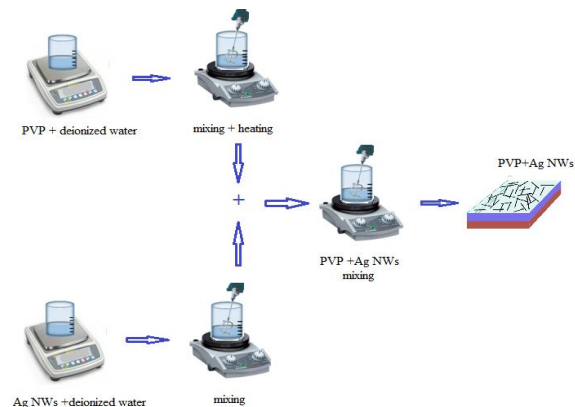 PVP + deionized water
mixing + heating
PVP+Ag NWs
+
PVP +Ag NWs
mixing
Ag NWs +deionized water
mixing